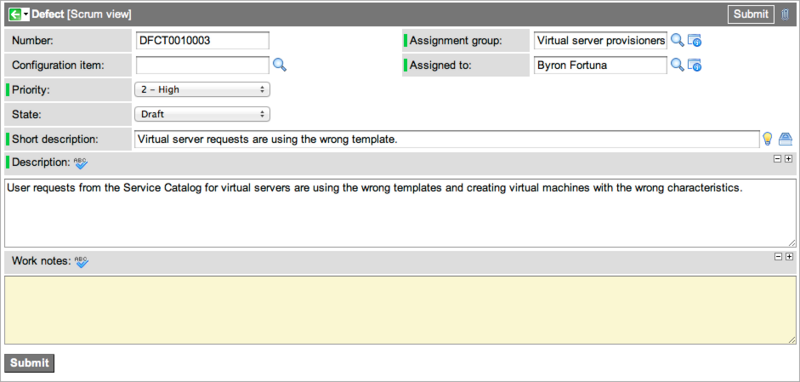 Defect [Scrum view] Submit
Number: DFCT0010003 Assignment group: Virtual server provisioners
Configuration item: Assigned to: Byron Fortuna
Priority: 2 – High
State: Draft
Short description: Virtual server requests are using the wrong template.
Description: ABC
User requests from the Service Catalog for virtual servers are using the wrong templates and creating virtual machines with the wrong characteristics.
Work notes: ABC
Submit